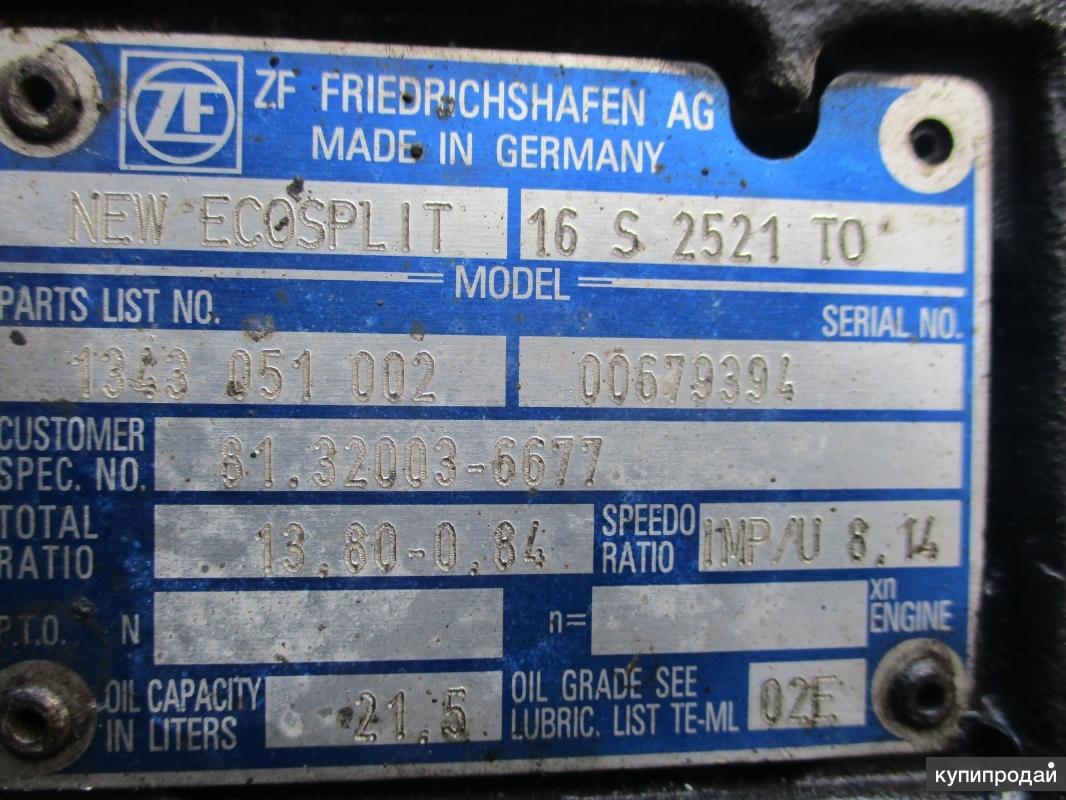 ZF
ZF FRIEDRICHSHAFEN AG
MADE IN GERMANY
NEW ECOSPLIT 16 S 2521 TO
MODEL
PARTS LIST NO. SERIAL NO.
1343 051 002 00679394
CUSTOMER SPEC. NO. 81.32003-6677
TOTAL RATIO 13,80-0,84 SPEEDO RATIO IMP/U 8,14
P.T.O. N n= xn ENGINE
OIL CAPACITY IN LITERS 21,5 OIL GRADE SEE LUBRIC. LIST TE-ML 02E
купипродай